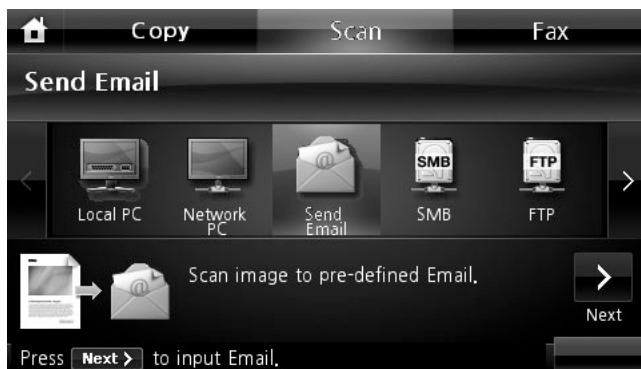 Copy Scan Fax
Send Email
SMB FTP
Local PC Network PC Send Email SMB FTP
Scan image to pre-defined Email.
Next
Press Next > to input Email.